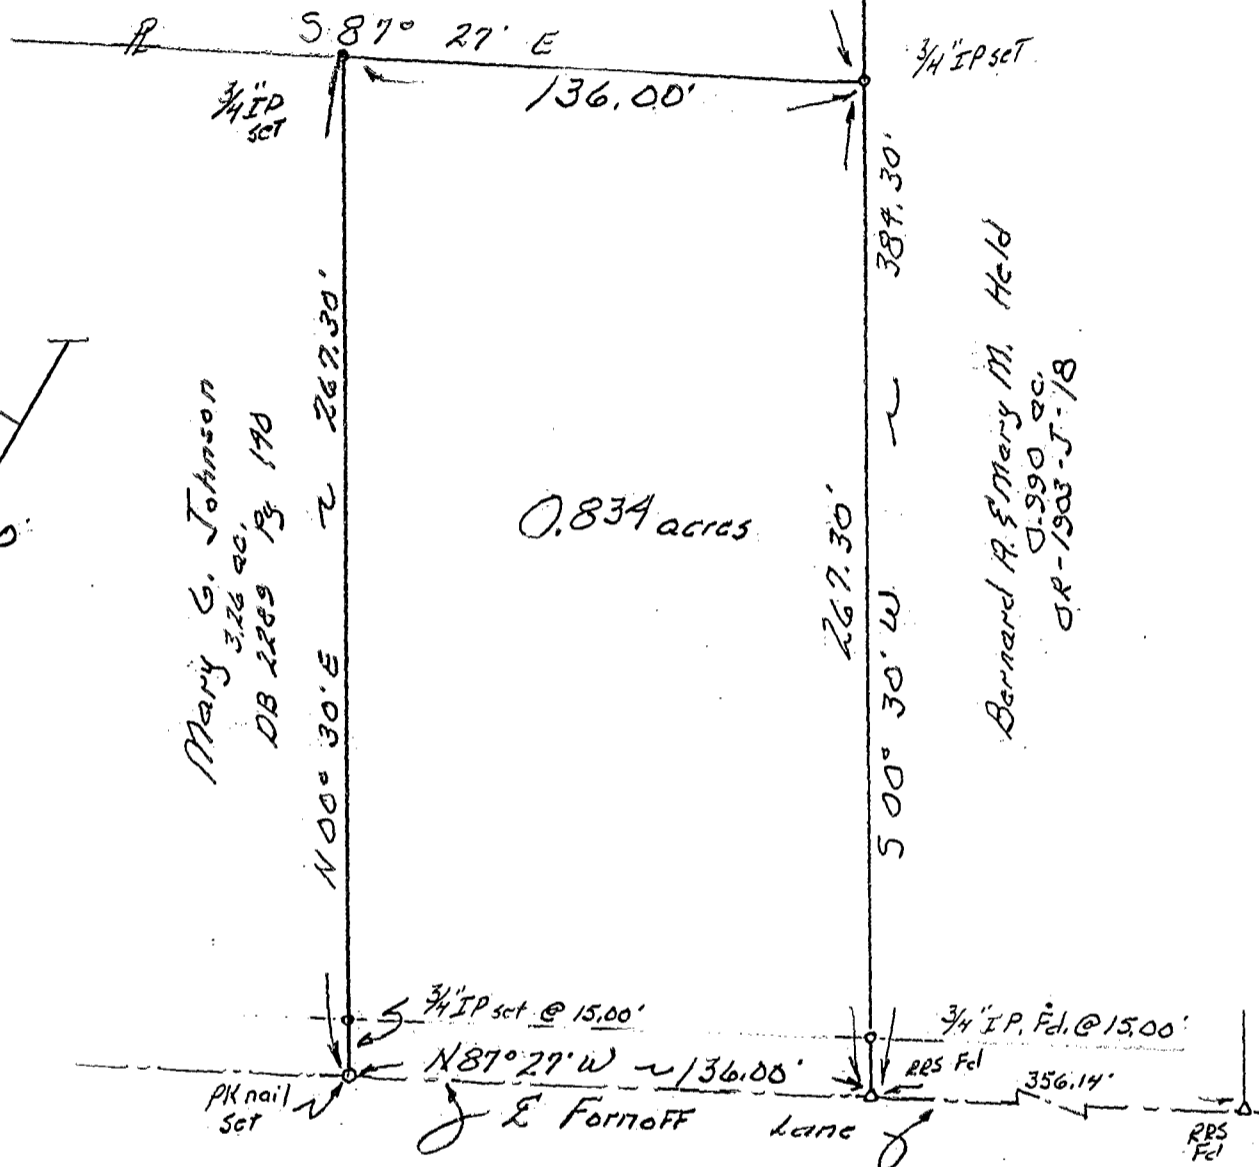 PL
S 87° 27' E
136.00'
3/4" IP
set
3/4" IP set
N 00° 30' E ~ 267.30'
Mary G. Johnson
3.26 ac.
DB 2289 Pg 190
0.834 acres
267.30'
S 00° 30' W ~ 384.30'
Bernard A. & Mary M. Held
0.990 ac.
OR-1903-J-18
3/4" IP set @ 15.00'
3/4" I.P. Fd. @ 15.00'
N87°27'W ~ 136.00'
RRS Fd
356.14'
PK nail
set
Fornoff Lane
RRS
Fd